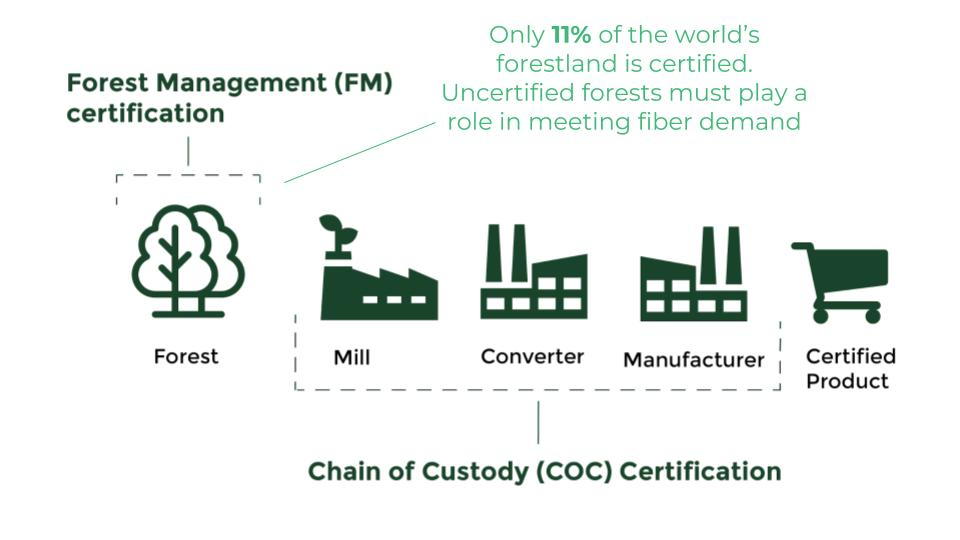 Only 11% of the world's
forestland is certified.
Uncertified forests must play a
role in meeting fiber demand
Forest Management (FM)
certification
Forest
Mill
Converter
Manufacturer
Certified
Product
Chain of Custody (COC) Certification